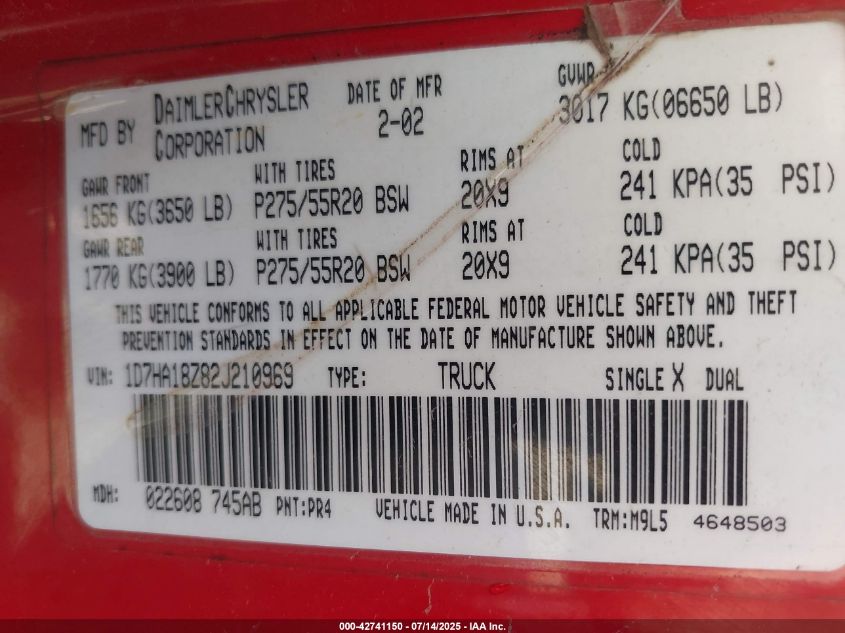 MFD BY DAIMLERCHRYSLER CORPORATION DATE OF MFR 2-02 GVWR 3017 KG(06650 LB)
GAWR FRONT WITH TIRES RIMS AT COLD
1656 KG(3650 LB) P275/55R20 BSW 20X9 241 KPA(35 PSI)
GAWR REAR WITH TIRES RIMS AT COLD
1770 KG(3900 LB) P275/55R20 BSW 20X9 241 KPA(35 PSI)
THIS VEHICLE CONFORMS TO ALL APPLICABLE FEDERAL MOTOR VEHICLE SAFETY AND THEFT
PREVENTION STANDARDS IN EFFECT ON THE DATE OF MANUFACTURE SHOWN ABOVE.
VIN: 1D7HA18Z82J210969 TYPE: TRUCK SINGLE X DUAL
MDH: 022608 745AB PNT:PR4 VEHICLE MADE IN U.S.A. TRM:M9L5 4648503
000-42741150 - 07/14/2025 - IAA Inc.